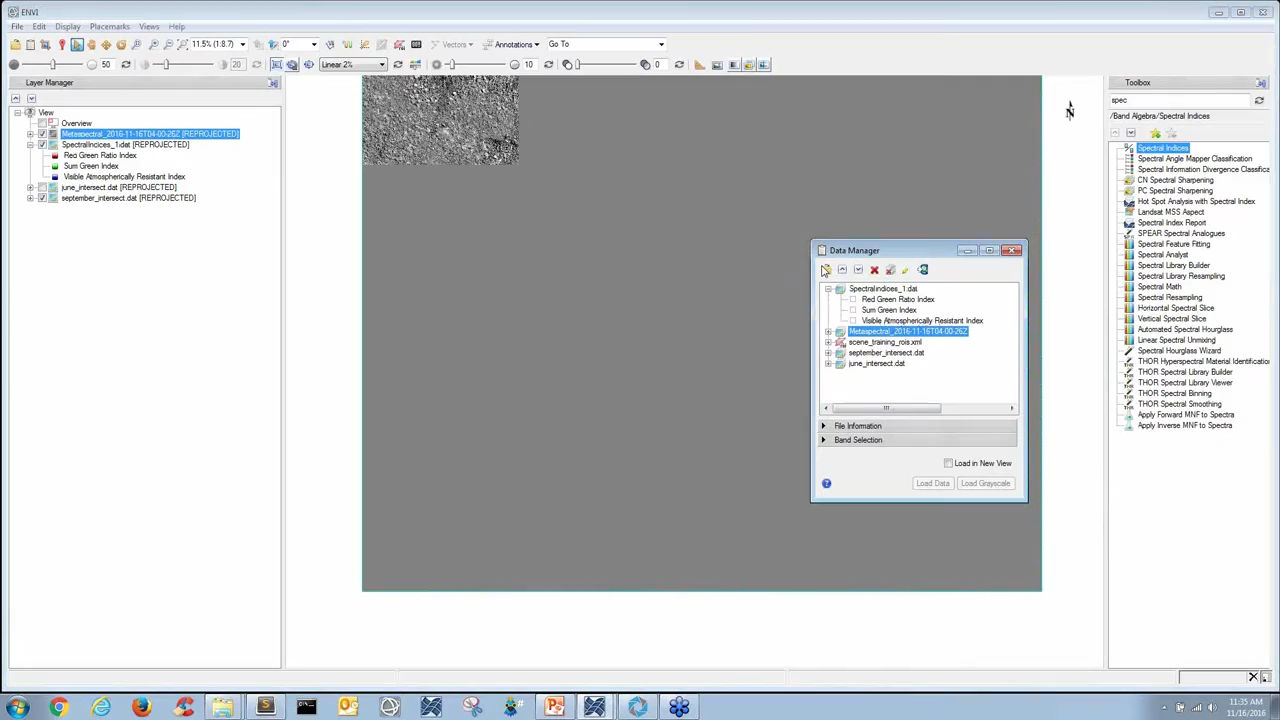 ENVI
File Edit Display Placemarks Views Help
11.5% (1:8.7) 0° Vectors Annotations Go To
50 20 Linear 2% 10 0
Layer Manager
View
Overview
Metaspectral_2016-11-16T04-00-26Z [REPROJECTED]
SpectralIndices_1.dat [REPROJECTED]
Red Green Ratio Index
Sum Green Index
Visible Atmospherically Resistant Index
june_intersect.dat [REPROJECTED]
september_intersect.dat [REPROJECTED]
N
Data Manager
SpectralIndices_1.dat
Red Green Ratio Index
Sum Green Index
Visible Atmospherically Resistant Index
Metaspectral_2016-11-16T04-00-26Z
scene_training_rois.xml
september_intersect.dat
june_intersect.dat
File Information
Band Selection
Load in New View
Load Data Load Grayscale
Toolbox
spec
/Band Algebra/Spectral Indices
Spectral Indices
Spectral Angle Mapper Classification
Spectral Information Divergence Classifica
CN Spectral Sharpening
PC Spectral Sharpening
Hot Spot Analysis with Spectral Index
Landsat MSS Aspect
Spectral Index Report
SPEAR Spectral Analogues
Spectral Feature Fitting
Spectral Analyst
Spectral Library Builder
Spectral Library Resampling
Spectral Math
Spectral Resampling
Horizontal Spectral Slice
Vertical Spectral Slice
Automated Spectral Hourglass
Linear Spectral Unmixing
Spectral Hourglass Wizard
THOR Hyperspectral Material Identificatio
THOR Spectral Library Builder
THOR Spectral Library Viewer
THOR Spectral Binning
THOR Spectral Smoothing
Apply Forward MNF to Spectra
Apply Inverse MNF to Spectra
11:35 AM
11/16/2016